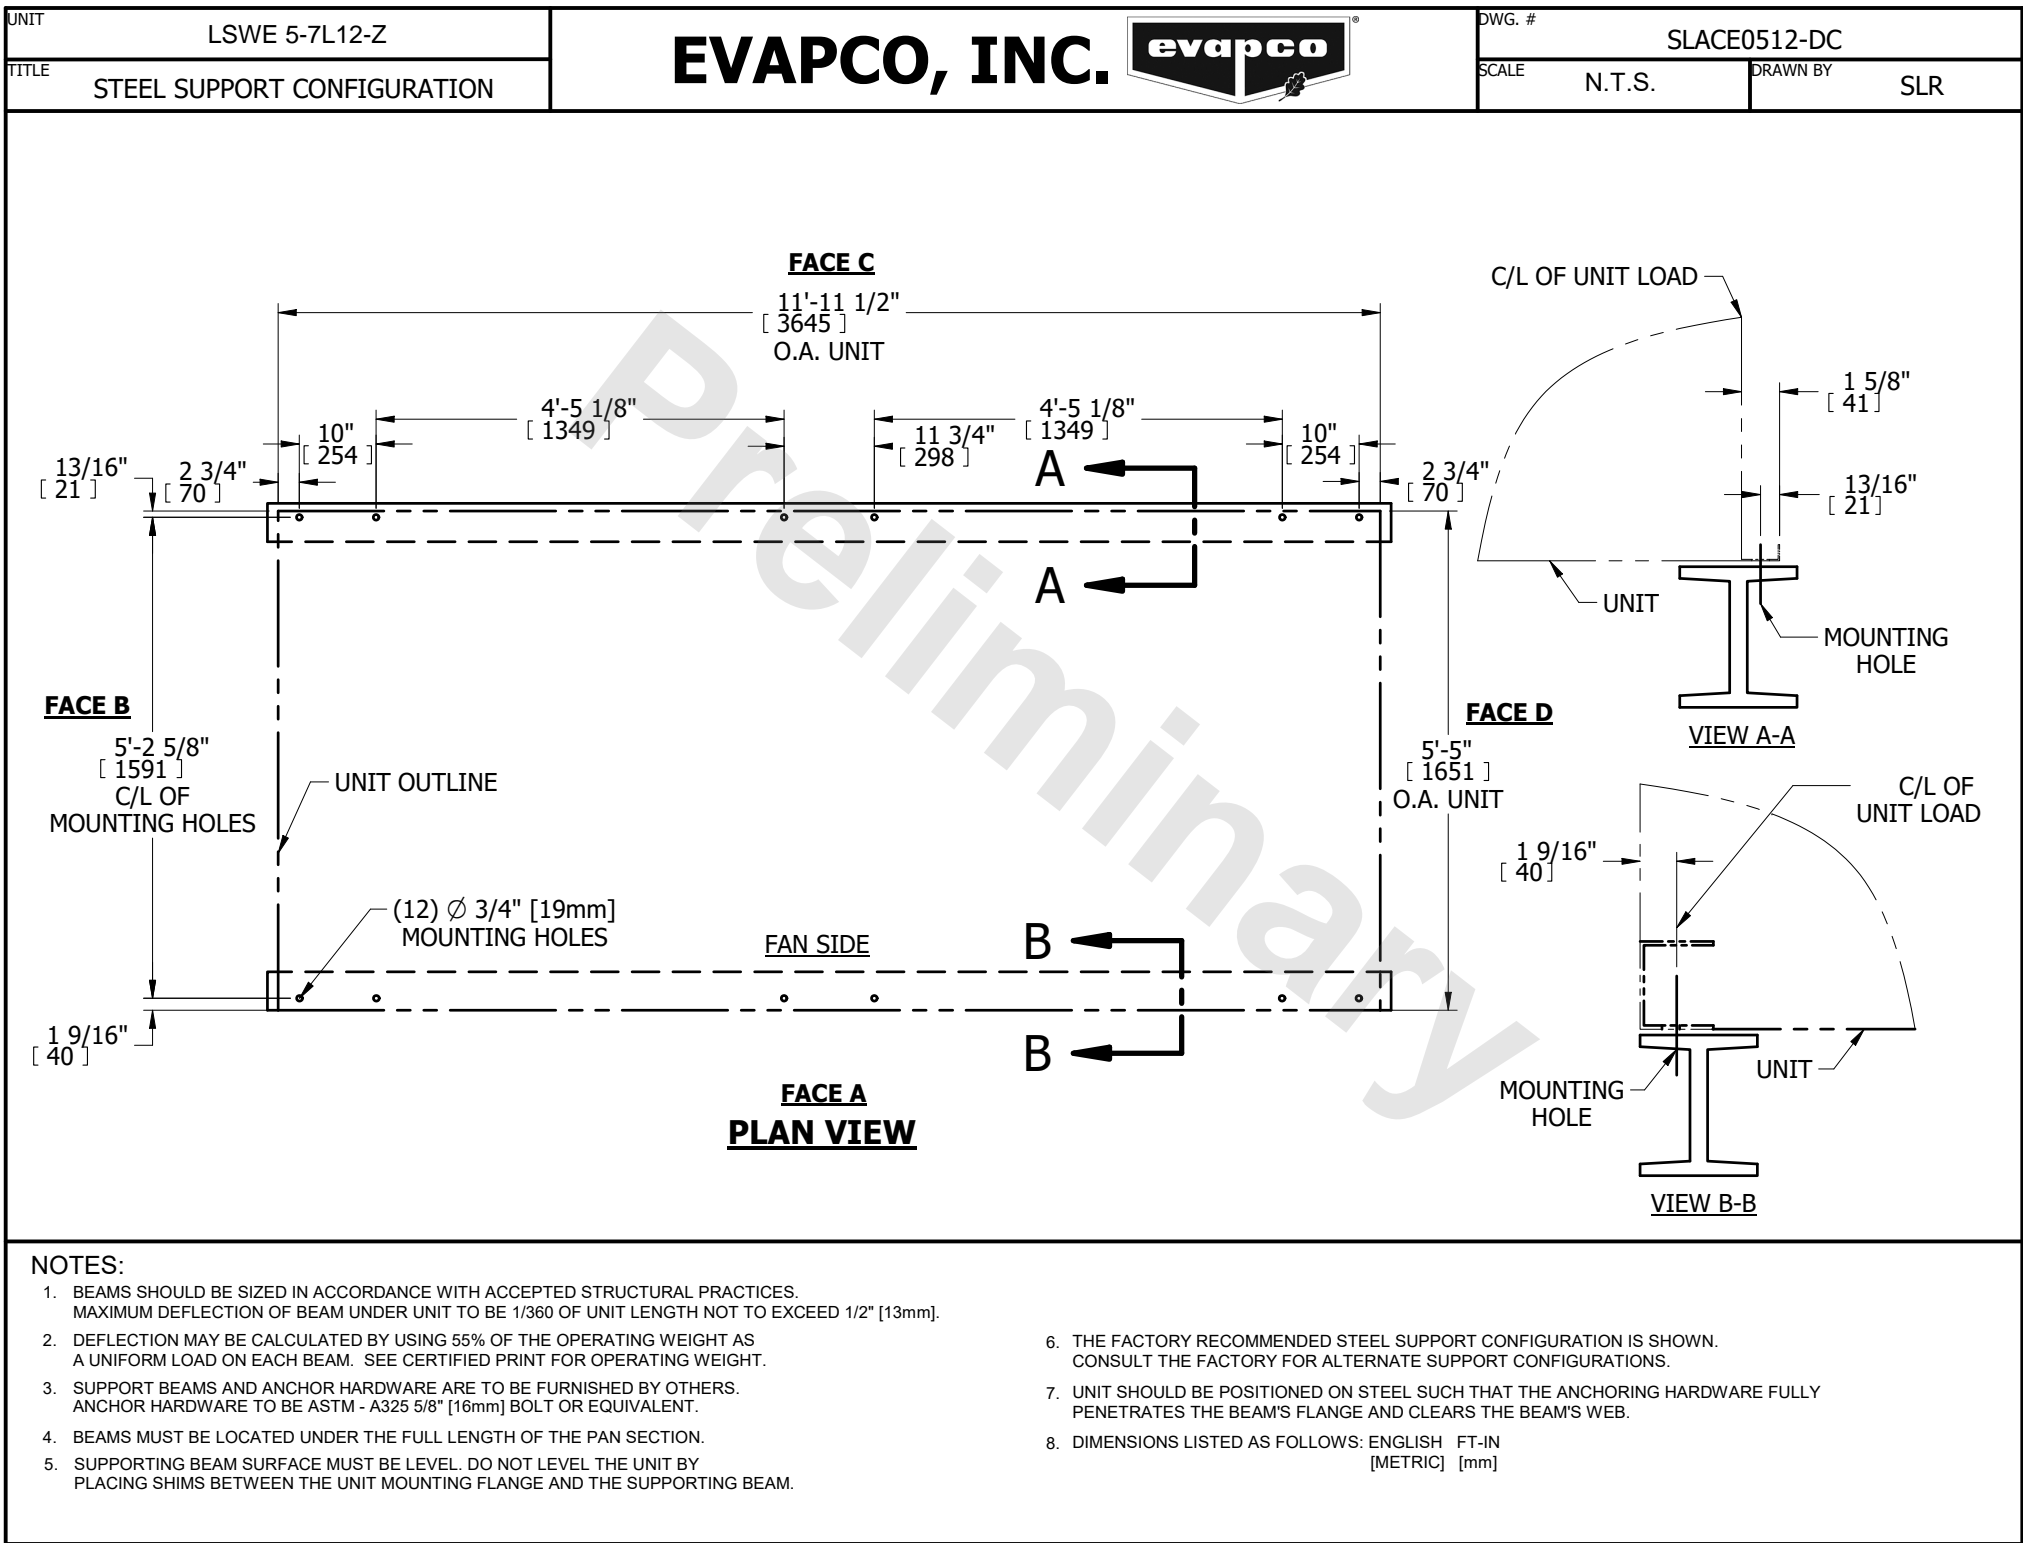 UNIT
LSWE 5-7L12-Z
TITLE
STEEL SUPPORT CONFIGURATION
EVAPCO, INC.
evapco
®
DWG. #
SLACE0512-DC
SCALE
N.T.S.
DRAWN BY
SLR
FACE C
11'-11 1/2"
[ 3645 ]
O.A. UNIT
4'-5 1/8"
[ 1349 ]
4'-5 1/8"
[ 1349 ]
10"
[ 254 ]
11 3/4"
[ 298 ]
10"
[ 254 ]
13/16"
[ 21 ]
2 3/4"
[ 70 ]
2 3/4"
[ 70 ]
A
A
FACE B
5'-2 5/8"
[ 1591 ]
C/L OF
MOUNTING HOLES
UNIT OUTLINE
FACE D
5'-5"
[ 1651 ]
O.A. UNIT
(12) ∅ 3/4" [19mm]
MOUNTING HOLES
FAN SIDE
B
B
1 9/16"
[ 40 ]
FACE A
PLAN VIEW
Preliminary
C/L OF UNIT LOAD
1 5/8"
[ 41 ]
13/16"
[ 21 ]
UNIT
MOUNTING
HOLE
VIEW A-A
C/L OF
UNIT LOAD
1 9/16"
[ 40 ]
UNIT
MOUNTING
HOLE
VIEW B-B
NOTES:
1. BEAMS SHOULD BE SIZED IN ACCORDANCE WITH ACCEPTED STRUCTURAL PRACTICES.
MAXIMUM DEFLECTION OF BEAM UNDER UNIT TO BE 1/360 OF UNIT LENGTH NOT TO EXCEED 1/2" [13mm].
2. DEFLECTION MAY BE CALCULATED BY USING 55% OF THE OPERATING WEIGHT AS
A UNIFORM LOAD ON EACH BEAM. SEE CERTIFIED PRINT FOR OPERATING WEIGHT.
3. SUPPORT BEAMS AND ANCHOR HARDWARE ARE TO BE FURNISHED BY OTHERS.
ANCHOR HARDWARE TO BE ASTM - A325 5/8" [16mm] BOLT OR EQUIVALENT.
4. BEAMS MUST BE LOCATED UNDER THE FULL LENGTH OF THE PAN SECTION.
5. SUPPORTING BEAM SURFACE MUST BE LEVEL. DO NOT LEVEL THE UNIT BY
PLACING SHIMS BETWEEN THE UNIT MOUNTING FLANGE AND THE SUPPORTING BEAM.
6. THE FACTORY RECOMMENDED STEEL SUPPORT CONFIGURATION IS SHOWN.
CONSULT THE FACTORY FOR ALTERNATE SUPPORT CONFIGURATIONS.
7. UNIT SHOULD BE POSITIONED ON STEEL SUCH THAT THE ANCHORING HARDWARE FULLY
PENETRATES THE BEAM'S FLANGE AND CLEARS THE BEAM'S WEB.
8. DIMENSIONS LISTED AS FOLLOWS: ENGLISH FT-IN
[METRIC] [mm]